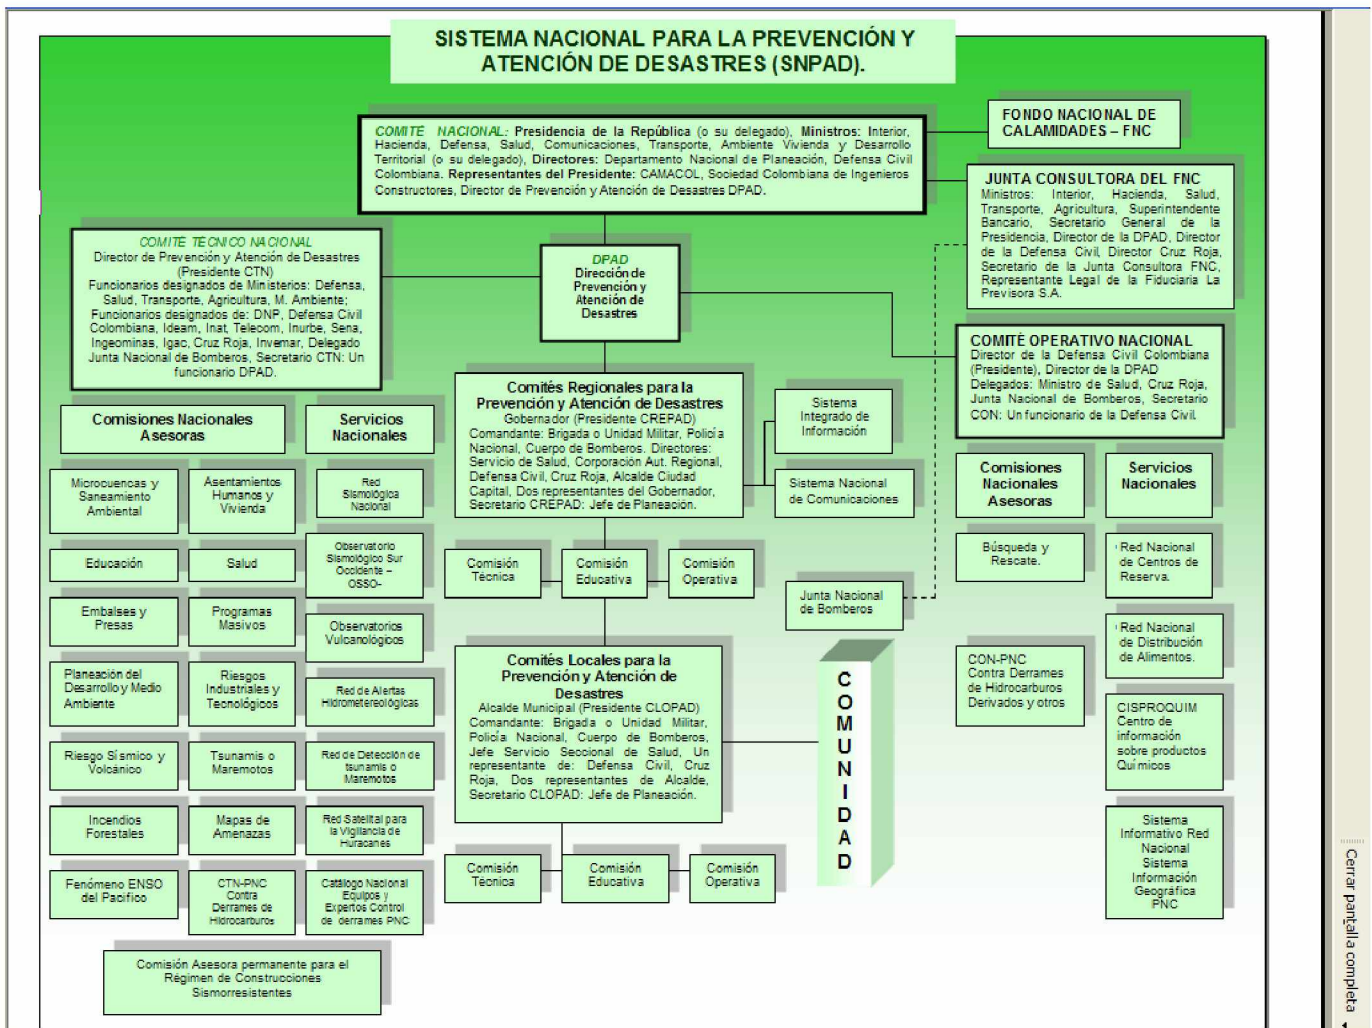 SISTEMA NACIONAL PARA LA PREVENCIÓN Y
ATENCIÓN DE DESASTRES (SNPAD).
COMITÉ NACIONAL: Presidencia de la República (o su delegado), Ministros: Interior,
Hacienda, Defensa, Salud, Comunicaciones, Transporte, Ambiente Vivienda y Desarrollo
Territorial (o su delegado), Directores: Departamento Nacional de Planeación, Defensa Civil
Colombiana. Representantes del Presidente: CAMACOL, Sociedad Colombiana de Ingenieros
Constructores, Director de Prevención y Atención de Desastres DPAD.
FONDO NACIONAL DE
CALAMIDADES – FNC
JUNTA CONSULTORA DEL FNC
Ministros: Interior, Hacienda, Salud,
Transporte, Agricultura, Superintendente
Bancario, Secretario General de la
Presidencia, Director de la DPAD, Director
de la Defensa Civil, Director Cruz Roja,
Secretario de la Junta Consultora FNC,
Representante Legal de la Fiduciaria La
Previsora S.A.
COMITÉ TÉCNICO NACIONAL
Director de Prevención y Atención de Desastres
(Presidente CTN)
Funcionarios designados de Ministerios: Defensa,
Salud, Transporte, Agricultura, M. Ambiente;
Funcionarios designados de: DNP, Defensa Civil
Colombiana, Ideam, Inat, Telecom, Inurbe, Sena,
Ingeominas, Igac, Cruz Roja, Invemar, Delegado
Junta Nacional de Bomberos, Secretario CTN: Un
funcionario DPAD.
DPAD
Dirección de
Prevención y
Atención de
Desastres
COMITÉ OPERATIVO NACIONAL
Director de la Defensa Civil Colombiana
(Presidente), Director de la DPAD
Delegados: Ministro de Salud, Cruz Roja,
Junta Nacional de Bomberos, Secretario
CON: Un funcionario de la Defensa Civil.
Comisiones Nacionales
Asesoras
Servicios
Nacionales
Microcuencas y
Saneamiento
Ambiental
Asentamientos
Humanos y
Vivienda
Red
Sismológica
Nacional
Educación
Salud
Observatorio
Sismológico Sur
Occidente –
OSSO-
Embalses y
Presas
Programas
Masivos
Observatorios
Vulcanológicos
Planeación del
Desarrollo y Medio
Ambiente
Riesgos
Industriales y
Tecnológicos
Red de Alertas
Hidrometereológicas
Riesgo Sísmico y
Volcánico
Tsunamis o
Maremotos
Red de Detección de
tsunamis o
Maremotos
Incendios
Forestales
Mapas de
Amenazas
Red Satelital para
la Vigilancia de
Huracanes
Fenómeno ENSO
del Pacifico
CTN-PNC
Contra
Derrames de
Hidrocarburos
Catálogo Nacional
Equipos y
Expertos Control
de derrames PNC
Comisión Asesora permanente para el
Régimen de Construcciones
Sismorresistentes
Comités Regionales para la
Prevención y Atención de Desastres
Gobernador (Presidente CREPAD)
Comandante: Brigada o Unidad Militar, Policía
Nacional, Cuerpo de Bomberos. Directores:
Servicio de Salud, Corporación Aut. Regional,
Defensa Civil, Cruz Roja, Alcalde Ciudad
Capital, Dos representantes del Gobernador,
Secretario CREPAD: Jefe de Planeación.
Sistema
Integrado de
Información
Sistema Nacional
de Comunicaciones
Comisión
Técnica
Comisión
Educativa
Comisión
Operativa
Junta Nacional
de Bomberos
Comités Locales para la
Prevención y Atención de
Desastres
Alcalde Municipal (Presidente CLOPAD)
Comandante: Brigada o Unidad Militar,
Policía Nacional, Cuerpo de Bomberos,
Jefe Servicio Seccional de Salud, Un
representante de: Defensa Civil, Cruz
Roja, Dos representantes de Alcalde,
Secretario CLOPAD: Jefe de Planeación.
Comisión
Técnica
Comisión
Educativa
Comisión
Operativa
COMUNIDAD
Comisiones
Nacionales
Asesoras
Servicios
Nacionales
Búsqueda y
Rescate.
Red Nacional
de Centros de
Reserva.
Red Nacional
de Distribución
de Alimentos.
CON-PNC
Contra Derrames
de Hidrocarburos
Derivados y otros
CISPROQUIM
Centro de
información
sobre productos
Químicos
Sistema
Informativo Red
Nacional
Sistema
Información
Geográfica
PNC
Cerrar pantalla completa